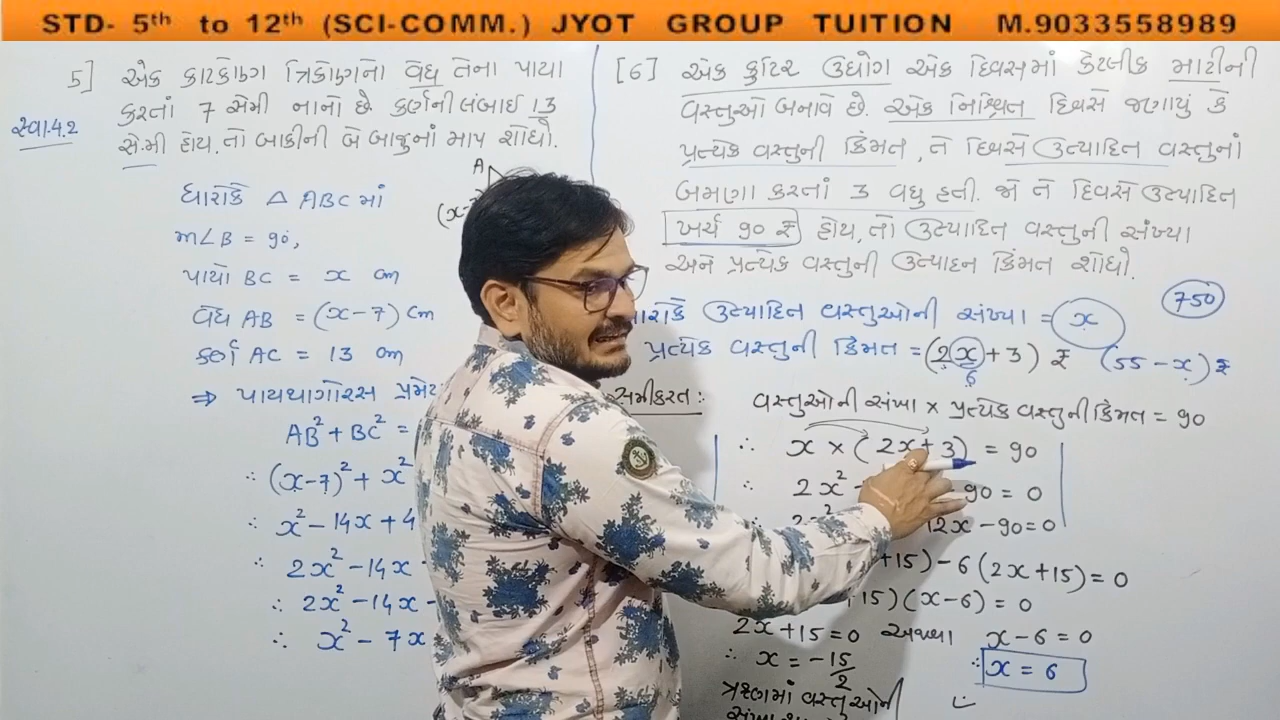 STD- 5th to 12th (SCI-COMM.) JYOT GROUP TUITION M.9033558989
5] એક કાટકોણ ત્રિકોણનો વેધ તેના પાયા
કરતાં 7 સેમી નાનો છે. કર્ણની લંબાઈ 13
સેમી હોય, તો બાકીની બે બાજુનાં માપ શોધો.
સ્વા.4.2
A
(x-7
ધારોકે △ ABC માં
m∠B = 90°,
પાયો BC = x cm
વેધ AB = (x-7) cm
કર્ણ AC = 13 cm
⇒ પાયથાગોરસ પ્રમે
AB² + BC² =
∴ (x-7)² + x²
∴ x² - 14x + 4
∴ 2x² - 14x
∴ 2x² - 14x -
∴ x² - 7x
[6] એક કુટિર ઉદ્યોગ એક દિવસમાં કેટલીક માટીની
વસ્તુઓ બનાવે છે. એક નિશ્ચિત દિવસે જણાયું કે
પ્રત્યેક વસ્તુની કિંમત, તે દિવસે ઉત્પાદિત વસ્તુનાં
બમણા કરતાં 3 વધુ હતી. જો તે દિવસે ઉત્પાદિત
ખર્ચ 90 ₹ હોય, તો ઉત્પાદિત વસ્તુની સંખ્યા
અને પ્રત્યેક વસ્તુની ઉત્પાદન કિંમત શોધો.
750
ધારોકે ઉત્પાદિત વસ્તુઓની સંખ્યા = x
પ્રત્યેક વસ્તુની કિંમત = (2x+3) ₹ (55-x) ₹
6
સમીકરણ: વસ્તુઓની સંખ્યા × પ્રત્યેક વસ્તુની કિંમત = 90
∴ x × (2x+3) = 90
∴ 2x² 90 = 0
∴ 2x² 12x - 90 = 0
+15) - 6(2x+15) = 0
15)(x-6) = 0
2x+15 = 0 અથવા x-6 = 0
∴ x = -15/2 ∴ x = 6
ઋણમાં વસ્તુઓની